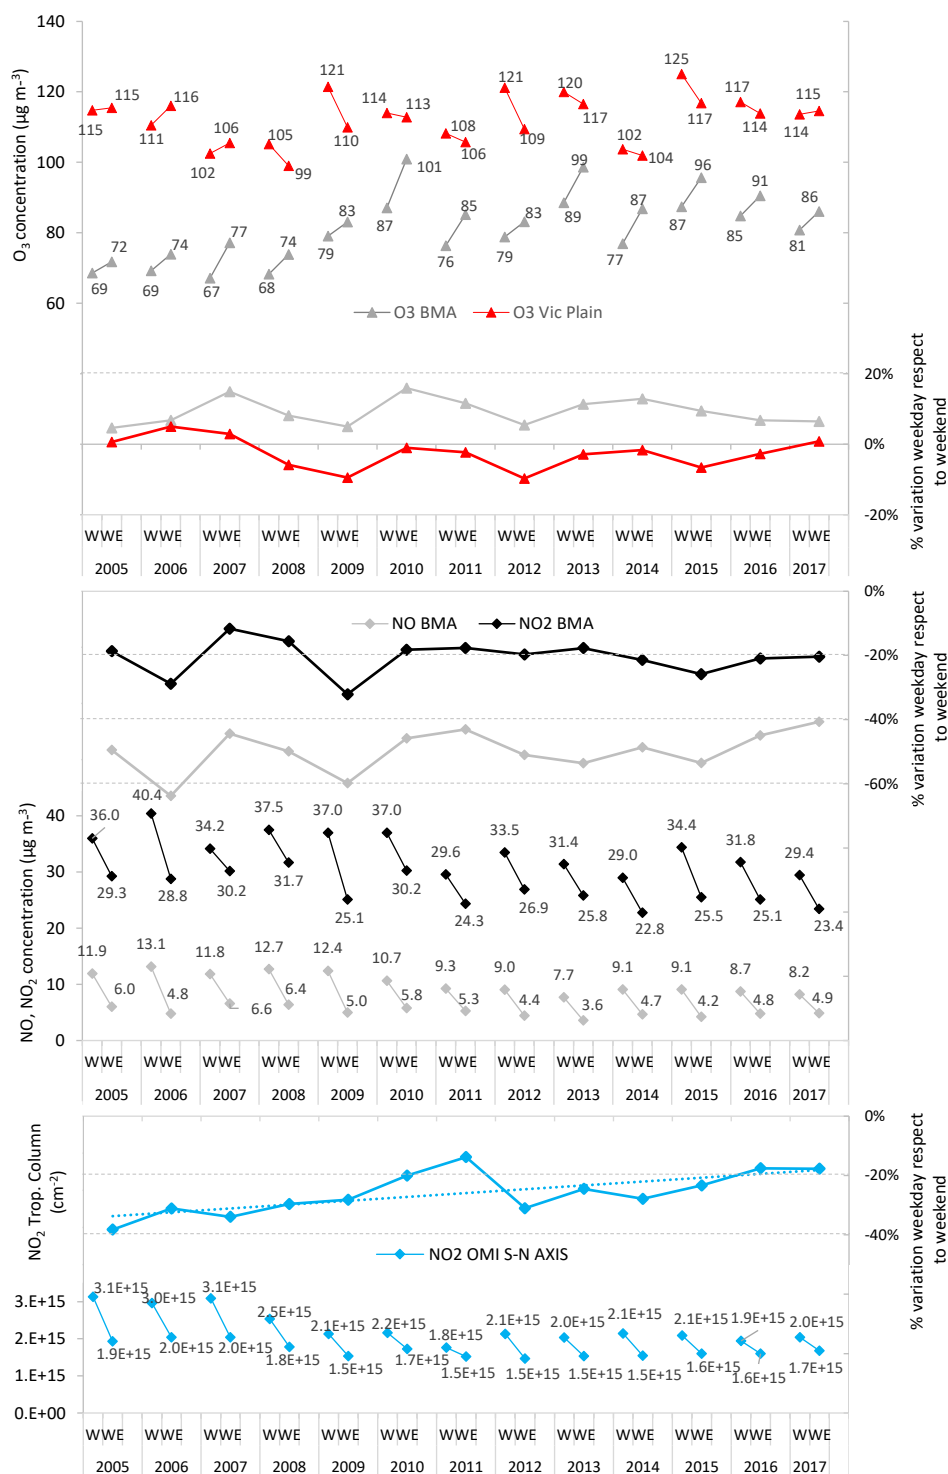 140
120
100
80
60
O₃ concentration (µg m⁻³)
115 115 111 116 102 106 105 99 121 110 114 113 108 106 121 109 120 117 102 104 125 117 117 114 114 115
69 72 69 74 67 77 68 74 79 83 87 101 76 85 79 83 89 99 77 87 87 96 85 91 81 86
O3 BMA O3 Vic Plain
20%
0%
-20%
% variation weekday respect
to weekend
W WE W WE W WE W WE W WE W WE W WE W WE W WE W WE W WE W WE W WE
2005 2006 2007 2008 2009 2010 2011 2012 2013 2014 2015 2016 2017
NO BMA NO2 BMA
0%
-20%
-40%
-60%
% variation weekday respect
to weekend
40
30
20
10
0
NO, NO₂ concentration (µg m⁻³)
36.0 29.3 40.4 28.8 34.2 30.2 37.5 31.7 37.0 25.1 37.0 30.2 29.6 24.3 33.5 26.9 31.4 25.8 29.0 22.8 34.4 25.5 31.8 25.1 29.4 23.4
11.9 6.0 13.1 4.8 11.8 6.6 12.7 6.4 12.4 5.0 10.7 5.8 9.3 5.3 9.0 4.4 7.7 3.6 9.1 4.7 9.1 4.2 8.7 4.8 8.2 4.9
W WE W WE W WE W WE W WE W WE W WE W WE W WE W WE W WE W WE W WE
2005 2006 2007 2008 2009 2010 2011 2012 2013 2014 2015 2016 2017
NO₂ Trop. Column
(cm⁻²)
0%
-20%
-40%
% variation weekday respect
to weekend
NO2 OMI S-N AXIS
3.E+15
2.E+15
1.E+15
0.E+00
3.1E+15 1.9E+15 3.0E+15 2.0E+15 3.1E+15 2.0E+15 2.5E+15 1.8E+15 2.1E+15 1.5E+15 2.2E+15 1.7E+15 1.8E+15 1.5E+15 2.1E+15 1.5E+15 2.0E+15 1.5E+15 2.1E+15 1.5E+15 2.1E+15 1.6E+15 1.9E+15 1.6E+15 2.0E+15 1.7E+15
W WE W WE W WE W WE W WE W WE W WE W WE W WE W WE W WE W WE W WE
2005 2006 2007 2008 2009 2010 2011 2012 2013 2014 2015 2016 2017